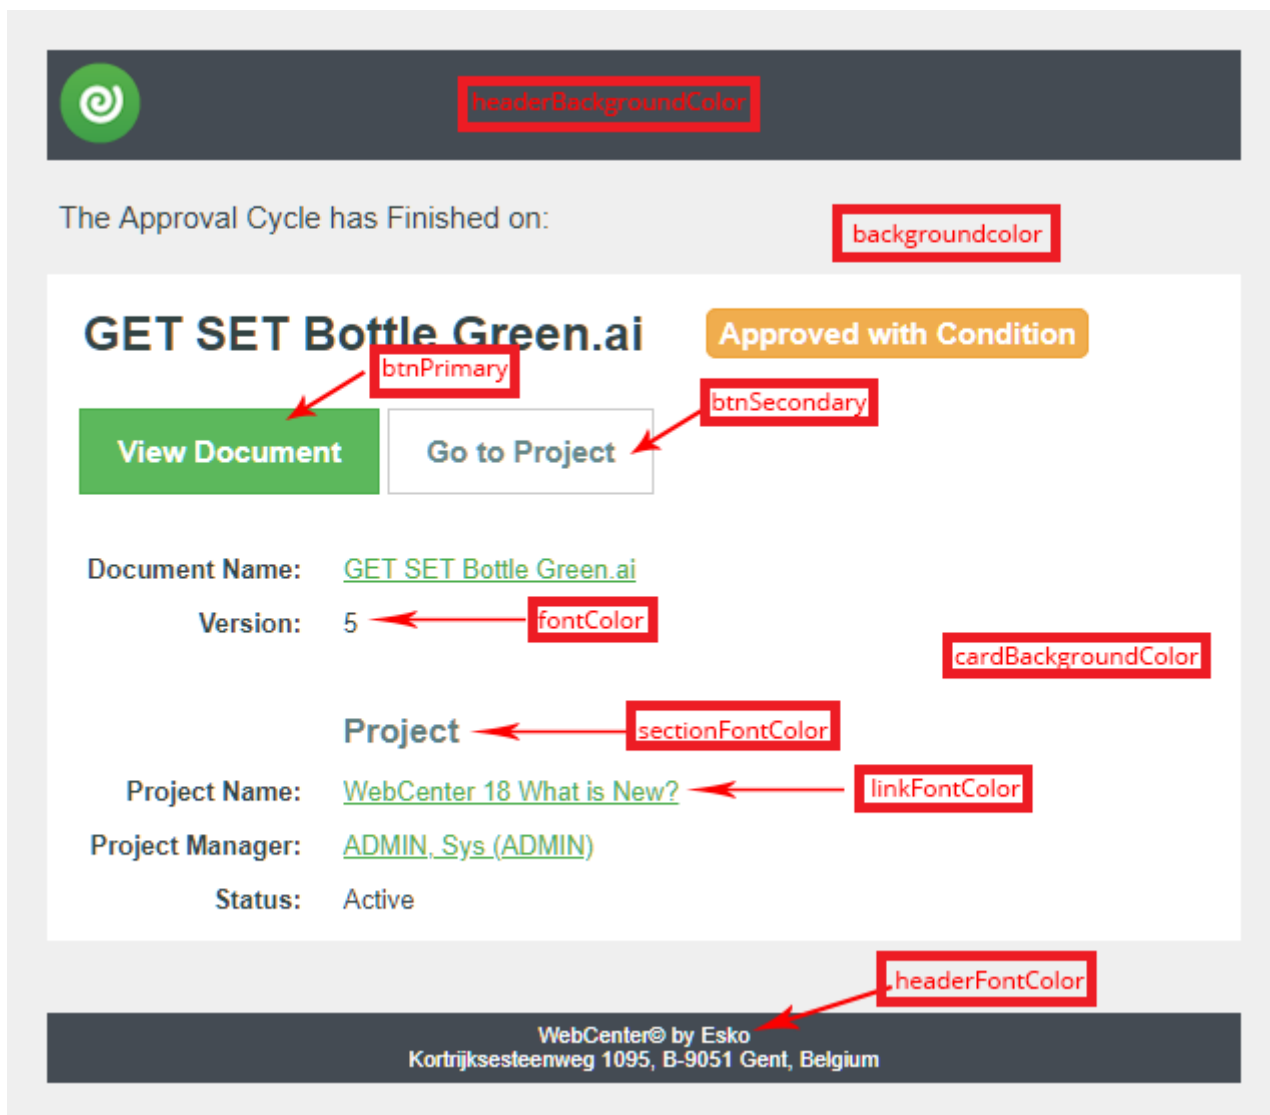 headerBackgroundColor
The Approval Cycle has Finished on:
backgroundcolor
GET SET Bottle Green.ai
Approved with Condition
btnPrimary
btnSecondary
View Document
Go to Project
Document Name: GET SET Bottle Green.ai
Version: 5
fontColor
cardBackgroundColor
Project
sectionFontColor
Project Name: WebCenter 18 What is New?
linkFontColor
Project Manager: ADMIN, Sys (ADMIN)
Status: Active
headerFontColor
WebCenter© by Esko
Kortrijksesteenweg 1095, B-9051 Gent, Belgium